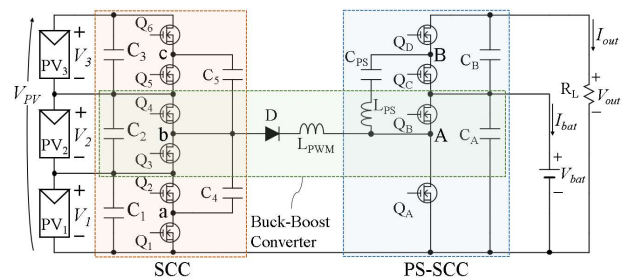 Q6
a
Q5
c
C3
C5
PV3
V3
VPV
Q4
b
Q3
C2
PV2
V2
Q2
Q1
C1
C4
PV1
V1
D
LPWM
Buck-Boost
Converter
SCC
QD
B
QC
CPS
LPS
QB
A
QA
CB
CA
PS-SCC
Iout
RL
Vout
Ibat
Vbat